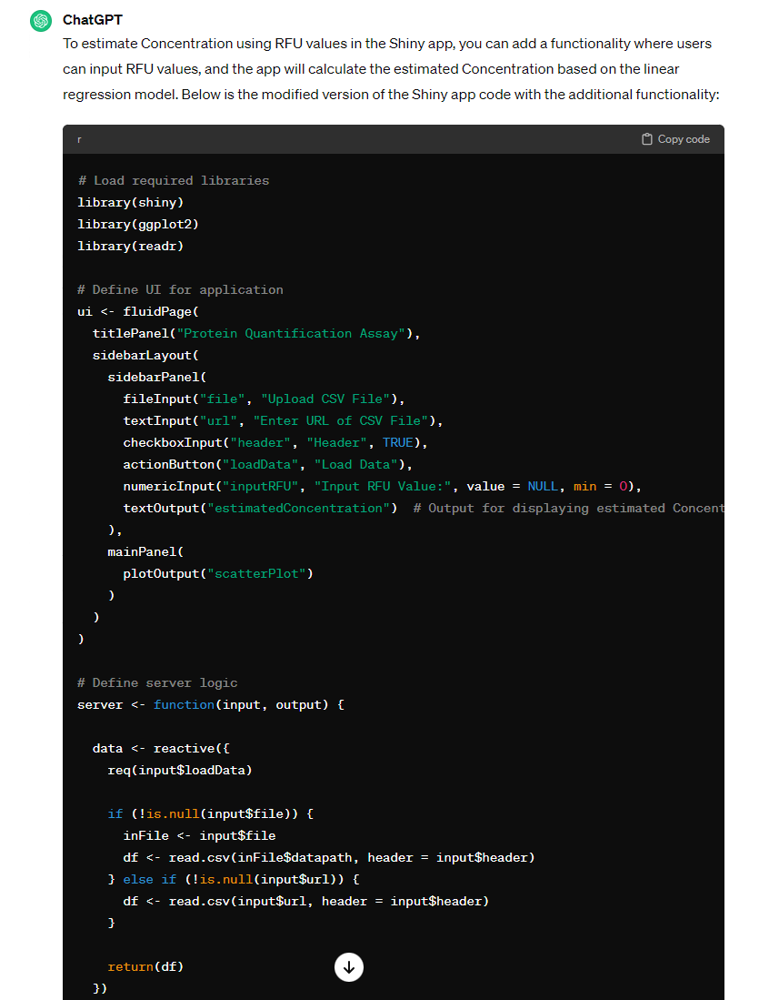 ChatGPT
To estimate Concentration using RFU values in the Shiny app, you can add a functionality where users
can input RFU values, and the app will calculate the estimated Concentration based on the linear
regression model. Below is the modified version of the Shiny app code with the additional functionality:
r
Copy code
# Load required libraries
library(shiny)
library(ggplot2)
library(readr)
# Define UI for application
ui <- fluidPage(
  titlePanel("Protein Quantification Assay"),
  sidebarLayout(
    sidebarPanel(
      fileInput("file", "Upload CSV File"),
      textInput("url", "Enter URL of CSV File"),
      checkboxInput("header", "Header", TRUE),
      actionButton("loadData", "Load Data"),
      numericInput("inputRFU", "Input RFU Value:", value = NULL, min = 0),
      textOutput("estimatedConcentration")  # Output for displaying estimated Concent
    ),
    mainPanel(
      plotOutput("scatterPlot")
    )
  )
)
# Define server logic
server <- function(input, output) {
  data <- reactive({
    req(input$loadData)
    if (!is.null(input$file)) {
      inFile <- input$file
      df <- read.csv(inFile$datapath, header = input$header)
    } else if (!is.null(input$url)) {
      df <- read.csv(input$url, header = input$header)
    }
    return(df)
  })